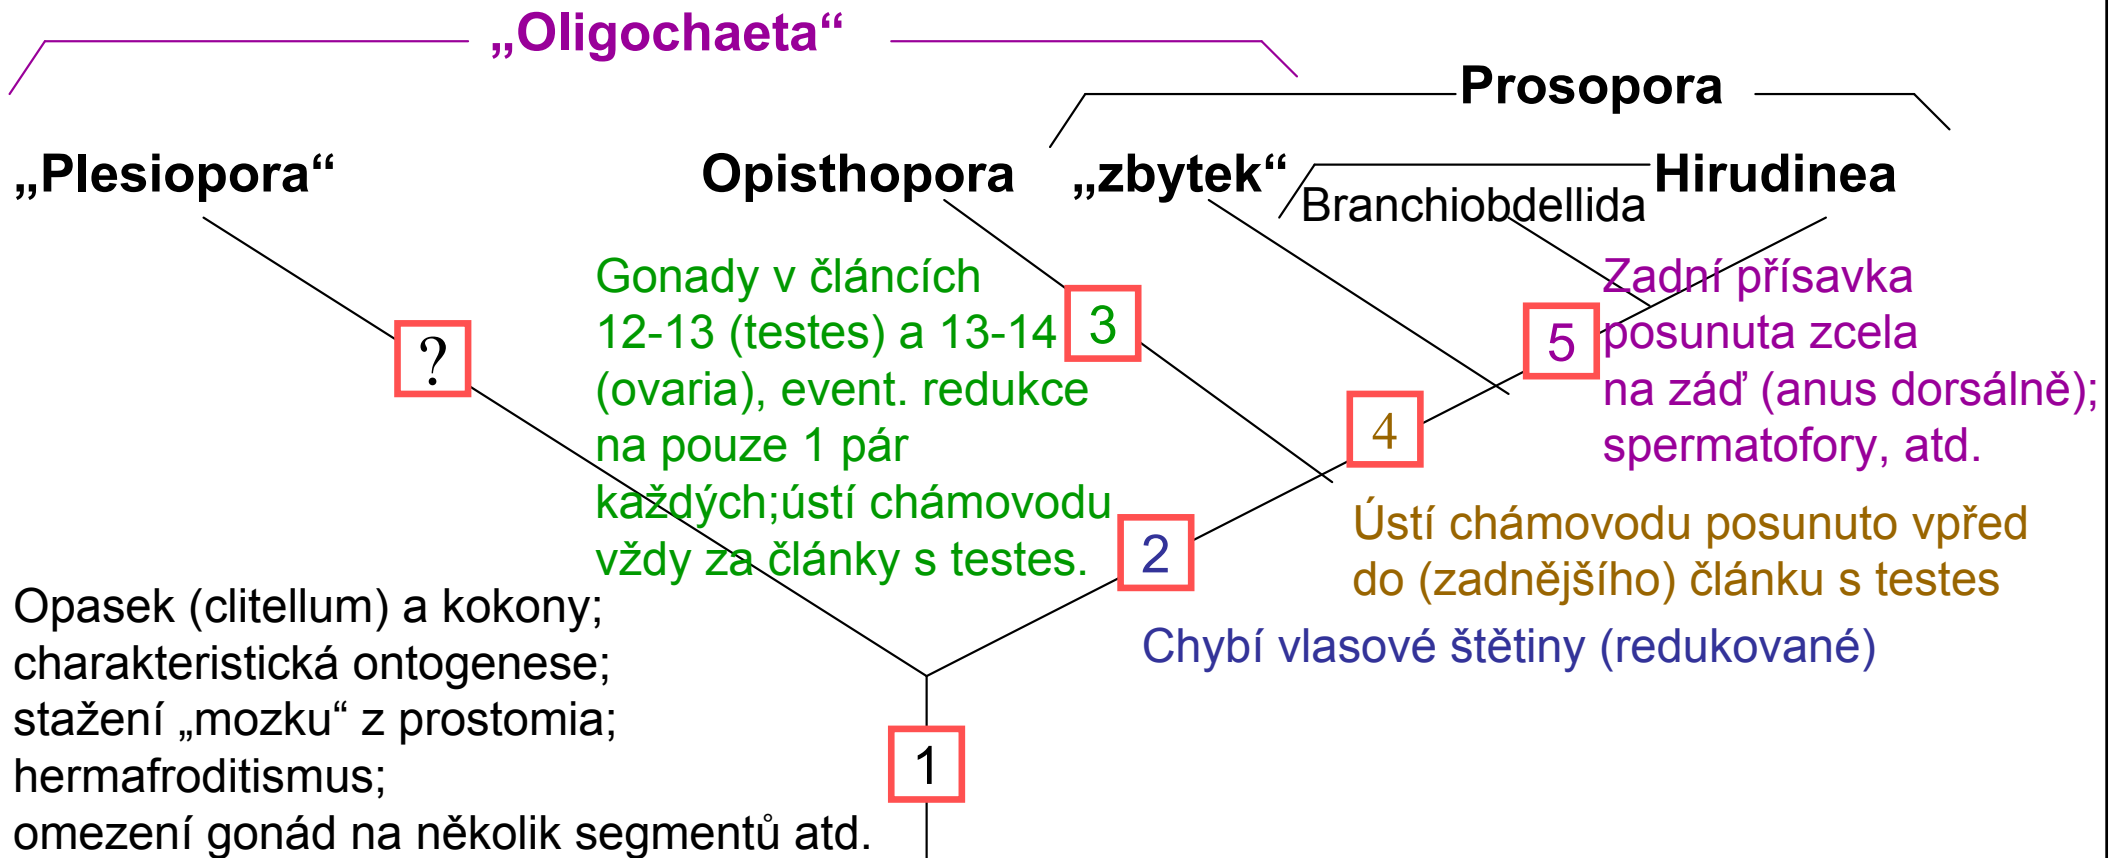 „Oligochaeta“
Prosopora
„Plesiopora“
Opisthopora
„zbytek“
Hirudinea
Branchiobdellida
Gonady v článcích
12-13 (testes) a 13-14
(ovaria), event. redukce
na pouze 1 pár
každých;ústí chámovodu
vždy za články s testes.
3
?
Zadní přísavka
posunuta zcela
na záď (anus dorsálně);
spermatofory, atd.
5
4
2
Ústí chámovodu posunuto vpřed
do (zadnějšího) článku s testes
Chybí vlasové štětiny (redukované)
Opasek (clitellum) a kokony;
charakteristická ontogenese;
stažení „mozku“ z prostomia;
hermafroditismus;
omezení gonád na několik segmentů atd.
1